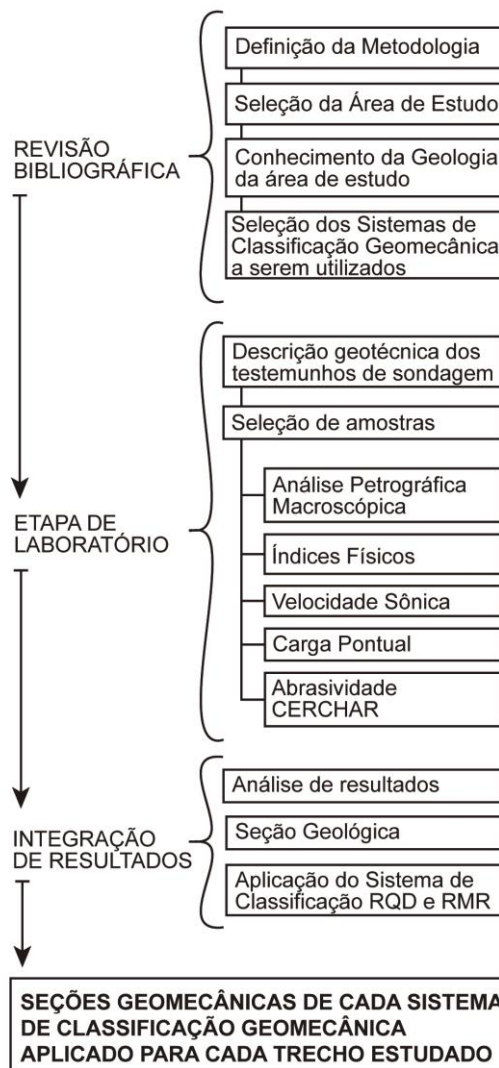 REVISÃO
BIBLIOGRÁFICA
Definição da Metodologia
Seleção da Área de Estudo
Conhecimento da Geologia
da área de estudo
Seleção dos Sistemas de
Classificação Geomecânica
a serem utilizados
ETAPA DE
LABORATÓRIO
Descrição geotécnica dos
testemunhos de sondagem
Seleção de amostras
Análise Petrográfica
Macroscópica
Índices Físicos
Velocidade Sônica
Carga Pontual
Abrasividade
CERCHAR
INTEGRAÇÃO
DE RESULTADOS
Análise de resultados
Seção Geológica
Aplicação do Sistema de
Classificação RQD e RMR
SEÇÕES GEOMECÂNICAS DE CADA SISTEMA
DE CLASSIFICAÇÃO GEOMECÂNICA
APLICADO PARA CADA TRECHO ESTUDADO